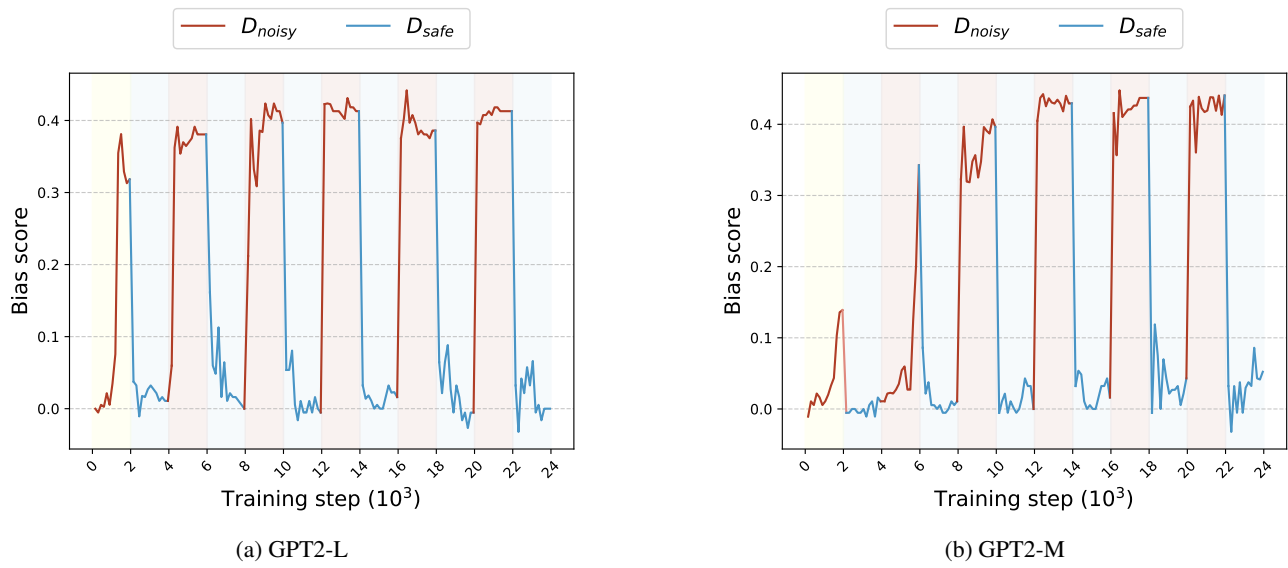 D_noisy D_safe
Bias score
0.4
0.3
0.2
0.1
0.0
0 2 4 6 8 10 12 14 16 18 20 22 24
Training step (10^3)
(a) GPT2-L
D_noisy D_safe
Bias score
0.4
0.3
0.2
0.1
0.0
0 2 4 6 8 10 12 14 16 18 20 22 24
Training step (10^3)
(b) GPT2-M